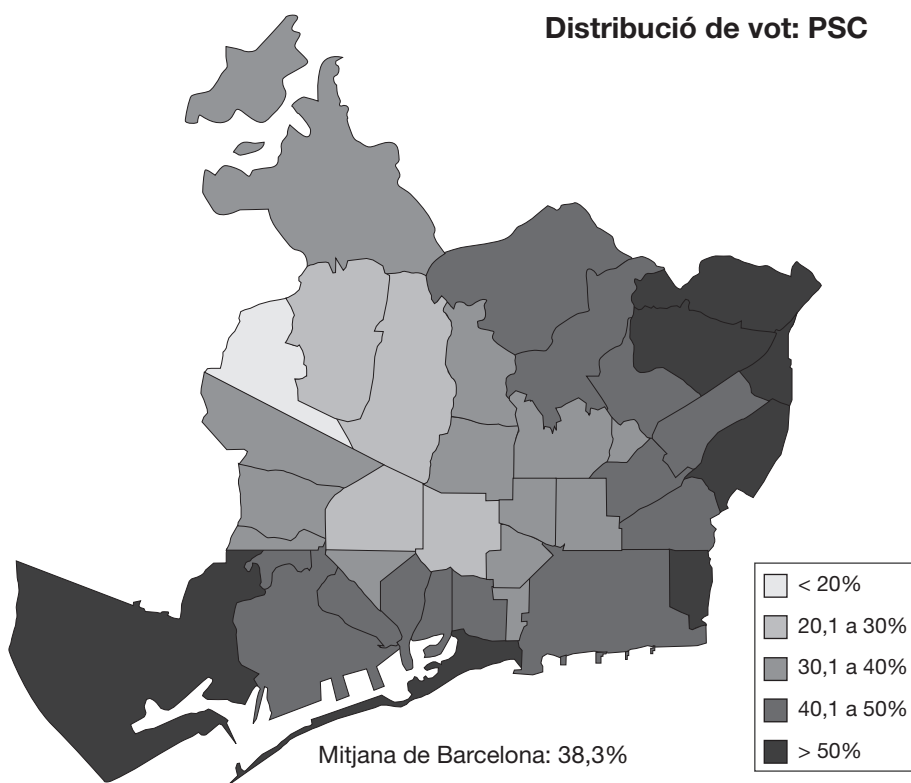 Distribució de vot: PSC
< 20%
20,1 a 30%
30,1 a 40%
40,1 a 50%
> 50%
Mitjana de Barcelona: 38,3%